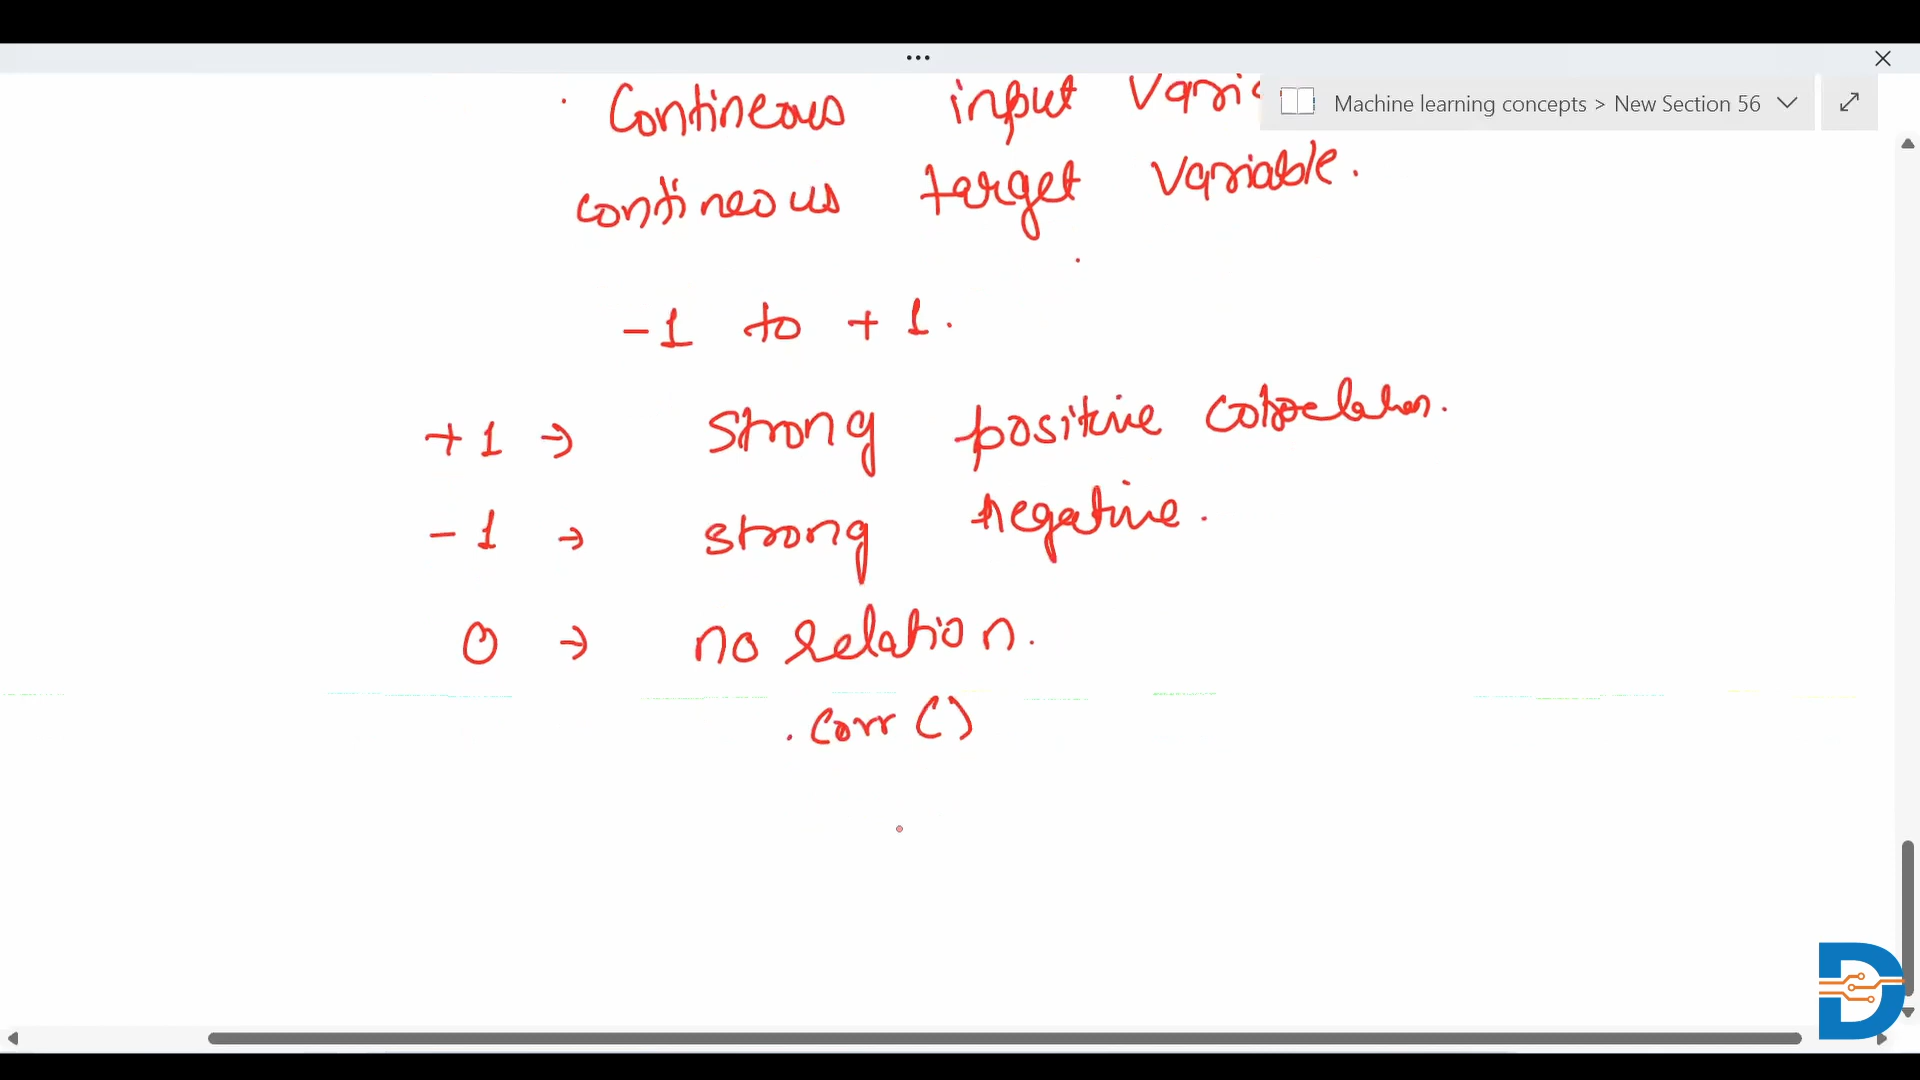 Contineous input Varia
Machine learning concepts > New Section 56
contineous target variable.
-1 to +1.
+1 → strong positive correlation.
-1 → strong negative.
0 → no relation.
.corr()